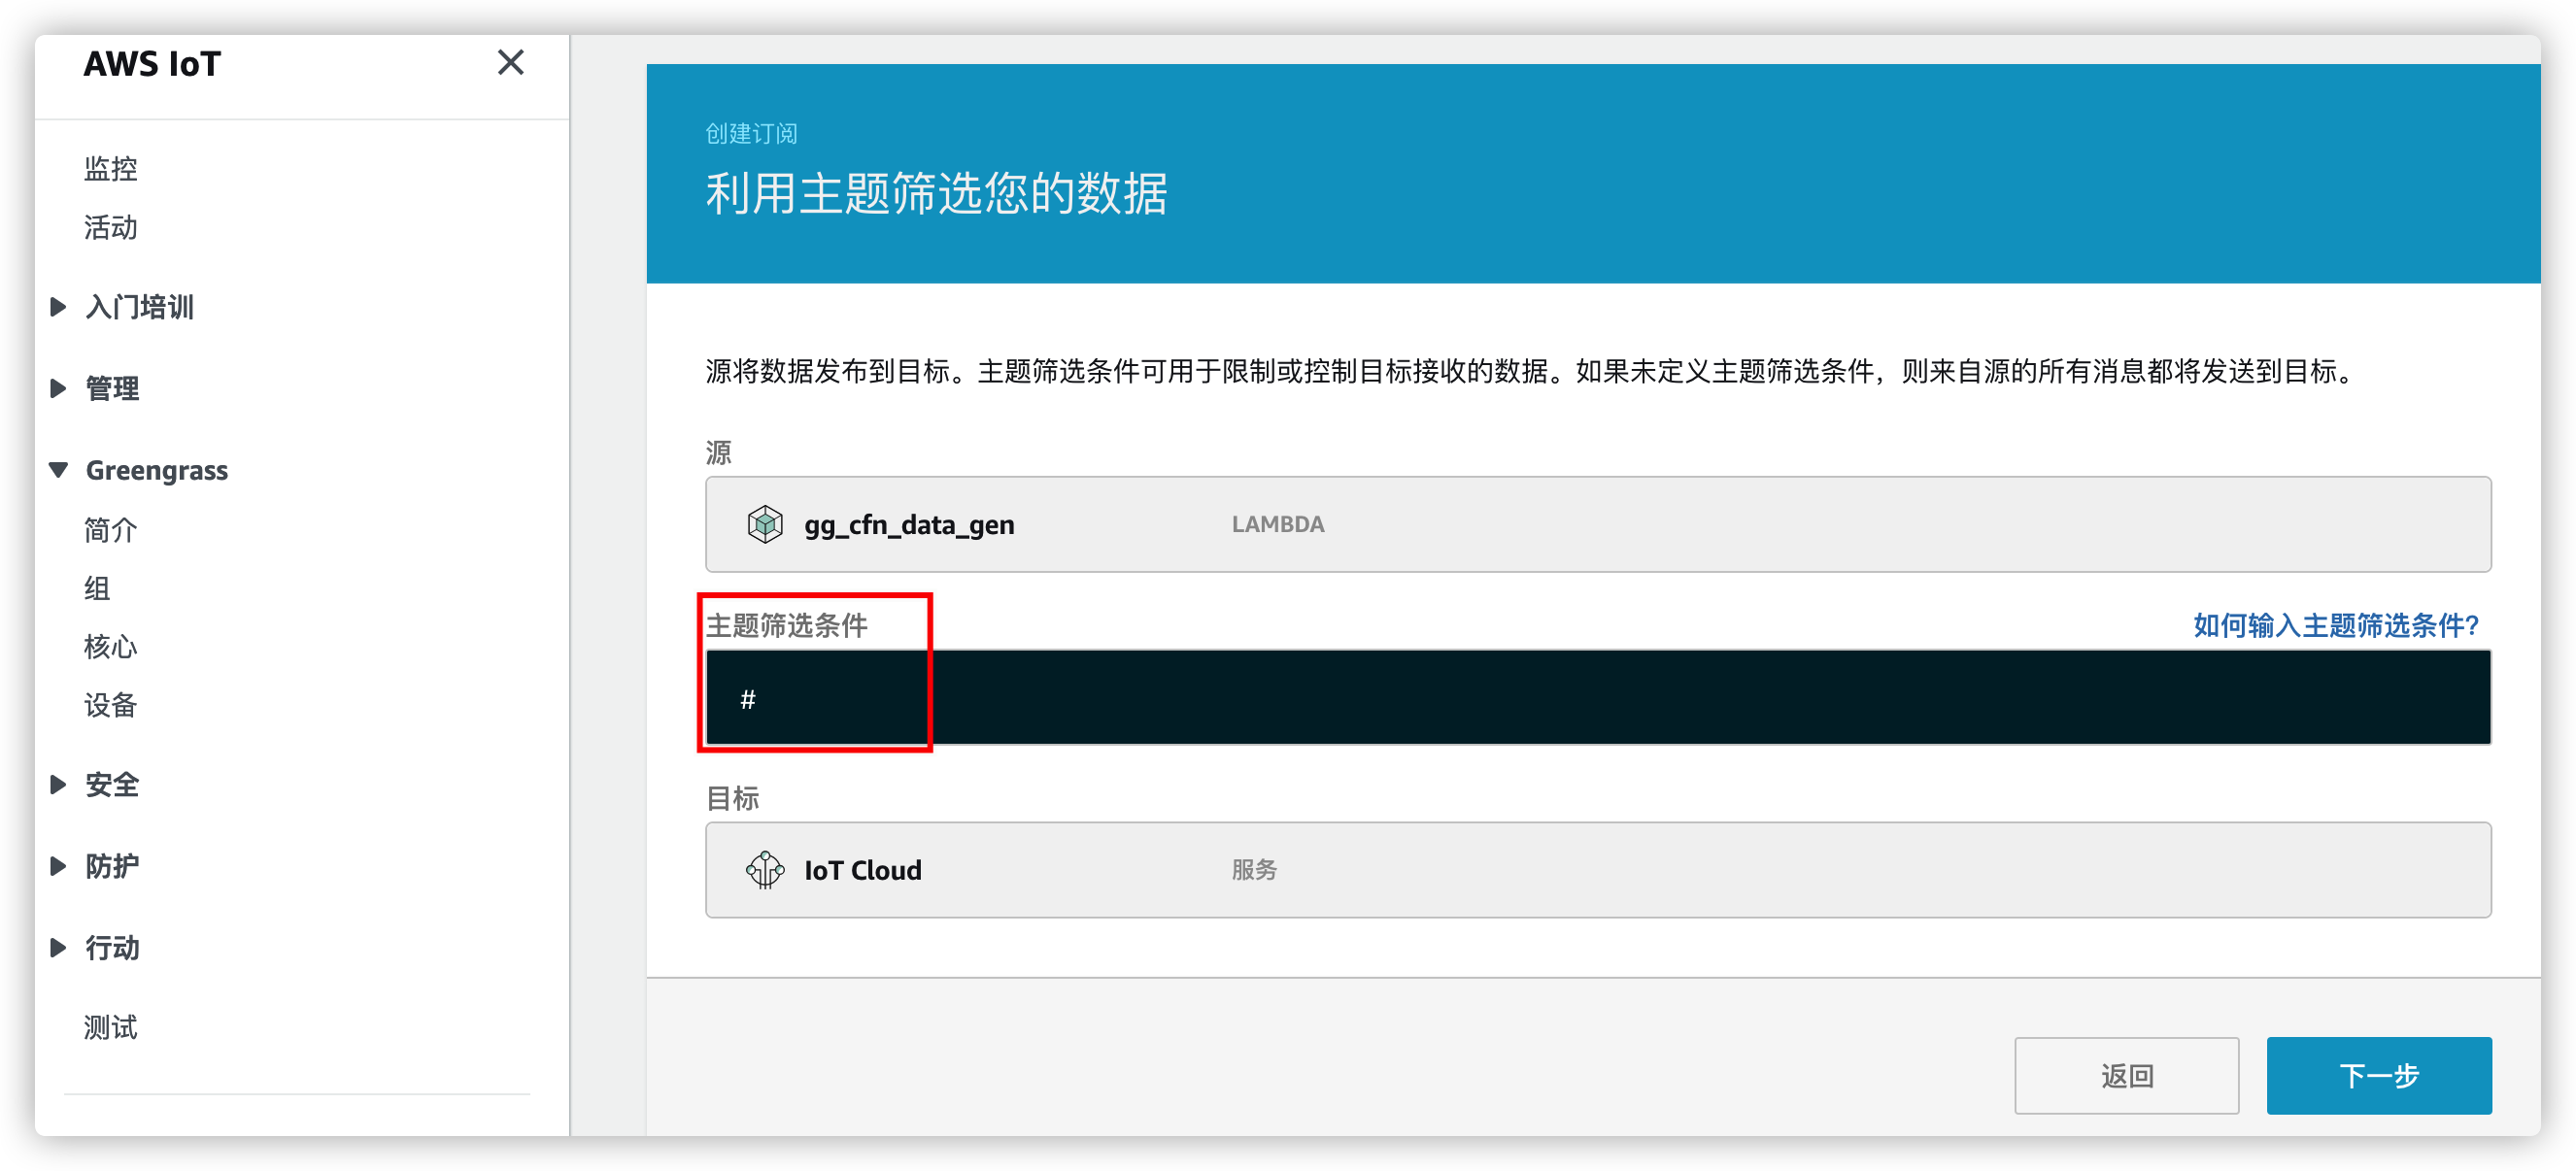 AWS IoT
监控
活动
入门培训
管理
Greengrass
简介
组
核心
设备
安全
防护
行动
测试
创建订阅
利用主题筛选您的数据
源将数据发布到目标。主题筛选条件可用于限制或控制目标接收的数据。如果未定义主题筛选条件，则来自源的所有消息都将发送到目标。
源
gg_cfn_data_gen LAMBDA
主题筛选条件 如何输入主题筛选条件?
#
目标
IoT Cloud 服务
返回 下一步